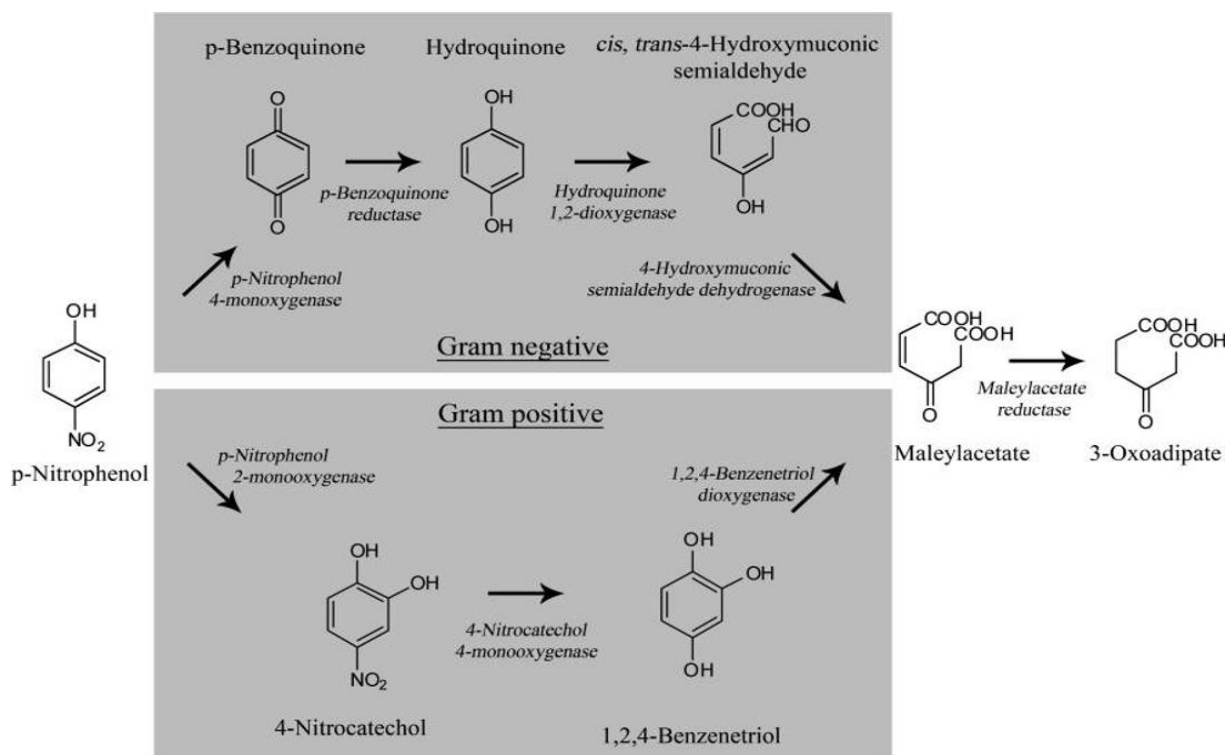 p-Benzoquinone
Hydroquinone
cis, trans-4-Hydroxymuconic
semialdehyde
O
O
p-Benzoquinone
reductase
OH
OH
Hydroquinone
1,2-dioxygenase
COOH
CHO
OH
p-Nitrophenol
4-monoxygenase
4-Hydroxymuconic
semialdehyde dehydrogenase
Gram negative
OH
NO2
p-Nitrophenol
COOH
COOH
O
Maleylacetate
Maleylacetate
reductase
COOH
COOH
O
3-Oxoadipate
Gram positive
p-Nitrophenol
2-monooxygenase
1,2,4-Benzenetriol
dioxygenase
OH
OH
NO2
4-Nitrocatechol
4-Nitrocatechol
4-monooxygenase
OH
OH
OH
1,2,4-Benzenetriol